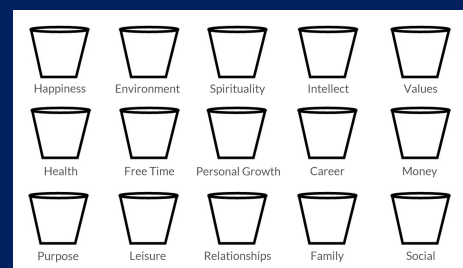 Happiness Environment Spirituality Intellect Values
Health Free Time Personal Growth Career Money
Purpose Leisure Relationships Family Social